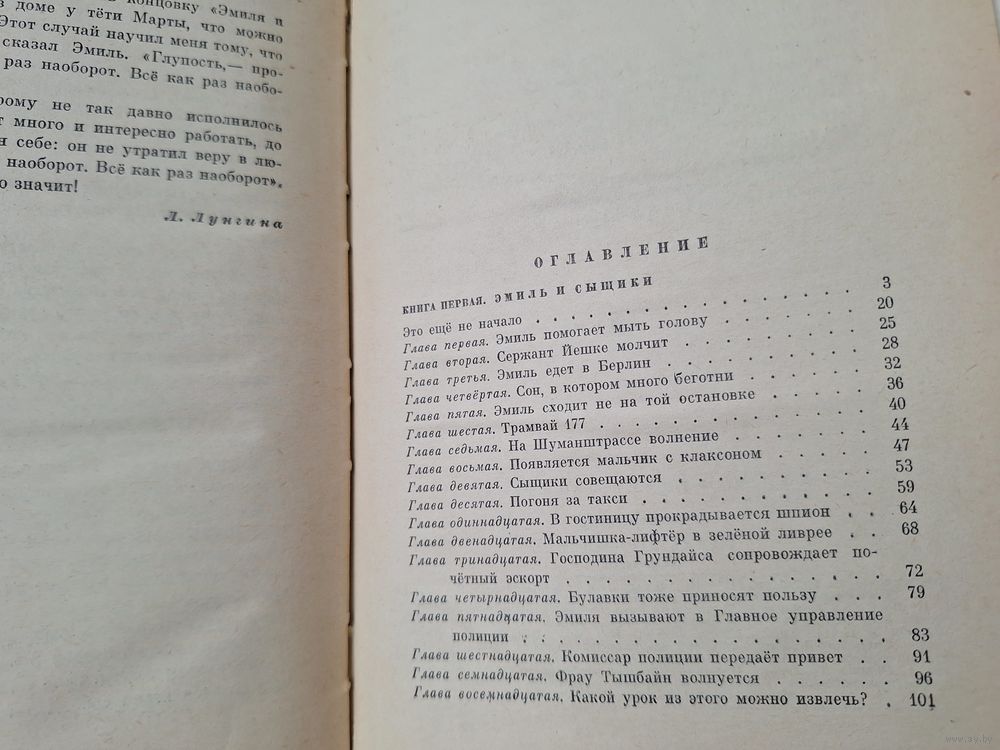 концовку «Эмиля и
в доме у тёти Марты, что можно
Этот случай научил меня тому, что
сказал Эмиль. «Глупость,— про-
раз наоборот. Всё как раз наобо-
рому не так давно исполнилось
т много и интересно работать, до
н себе: он не утратил веру в лю-
наоборот. Всё как раз наоборот».
о значит!
Л. Лунгина
ОГЛАВЛЕНИЕ
КНИГА ПЕРВАЯ. ЭМИЛЬ И СЫЩИКИ
Это ещё не начало . . . . . . . . . . . . . 3
Глава первая. Эмиль помогает мыть голову . . . . . 20
Глава вторая. Сержант Йешке молчит . . . . . . 25
Глава третья. Эмиль едет в Берлин . . . . . . . 28
Глава четвёртая. Сон, в котором много беготни . . . . 32
Глава пятая. Эмиль сходит не на той остановке . . . . 36
Глава шестая. Трамвай 177 . . . . . . . . . . 40
Глава седьмая. На Шуманштрассе волнение . . . . . 44
Глава восьмая. Появляется мальчик с клаксоном . . . . 47
Глава девятая. Сыщики совещаются . . . . . . . 53
Глава десятая. Погоня за такси . . . . . . . . . 59
Глава одиннадцатая. В гостиницу прокрадывается шпион . . 64
Глава двенадцатая. Мальчишка-лифтёр в зелёной ливрее . . 68
Глава тринадцатая. Господина Грундайса сопровождает по-
чётный эскорт . . . . . . . . . . . . . 72
Глава четырнадцатая. Булавки тоже приносят пользу . . . 79
Глава пятнадцатая. Эмиля вызывают в Главное управление
полиции . . . . . . . . . . . . . . . 83
Глава шестнадцатая. Комиссар полиции передаёт привет . . 91
Глава семнадцатая. Фрау Тышбайн волнуется . . . . . . 96
Глава восемнадцатая. Какой урок из этого можно извлечь? . 101
www.ay.by